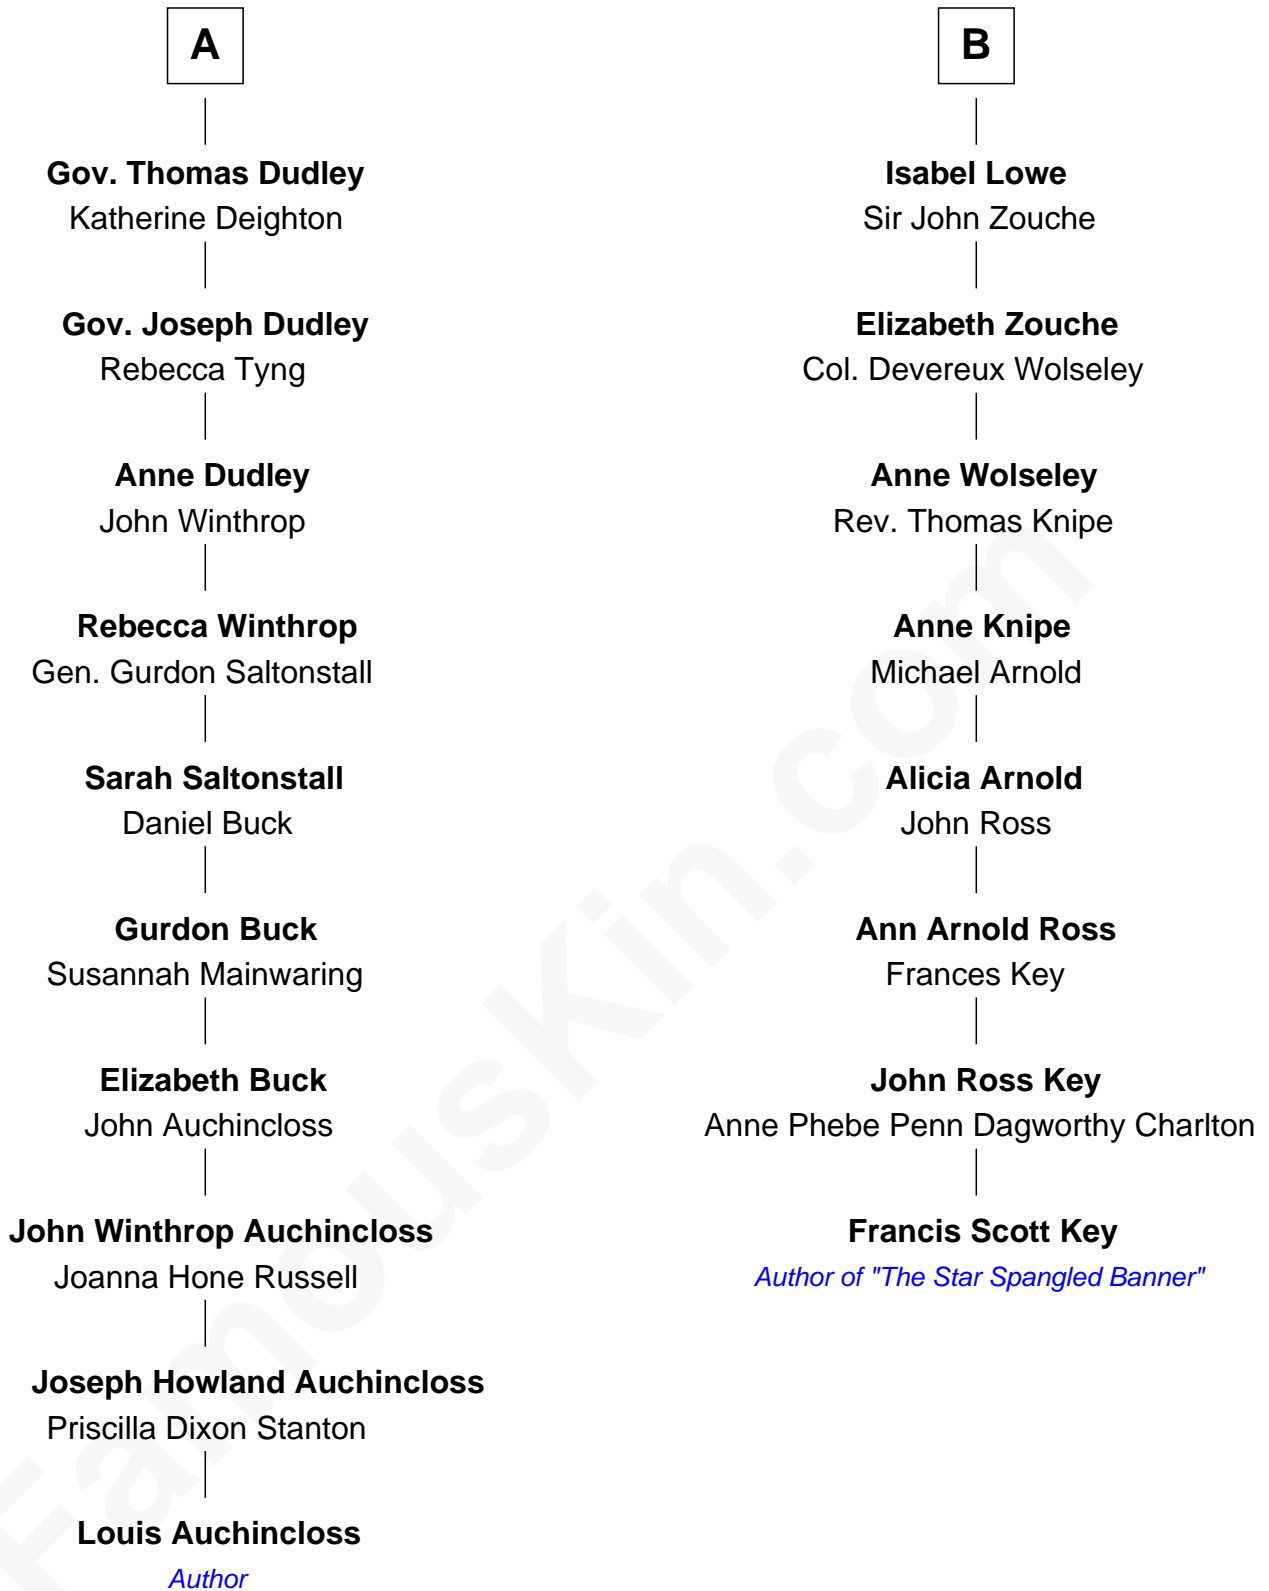 A
Gov. Thomas Dudley
Katherine Deighton
Gov. Joseph Dudley
Rebecca Tyng
Anne Dudley
John Winthrop
Rebecca Winthrop
Gen. Gurdon Saltonstall
Sarah Saltonstall
Daniel Buck
Gurdon Buck
Susannah Mainwaring
Elizabeth Buck
John Auchincloss
John Winthrop Auchincloss
Joanna Hone Russell
Joseph Howland Auchincloss
Priscilla Dixon Stanton
Louis Auchincloss
Author
B
Isabel Lowe
Sir John Zouche
Elizabeth Zouche
Col. Devereux Wolseley
Anne Wolseley
Rev. Thomas Knipe
Anne Knipe
Michael Arnold
Alicia Arnold
John Ross
Ann Arnold Ross
Frances Key
John Ross Key
Anne Phebe Penn Dagworthy Charlton
Francis Scott Key
Author of "The Star Spangled Banner"
FamousKin.com